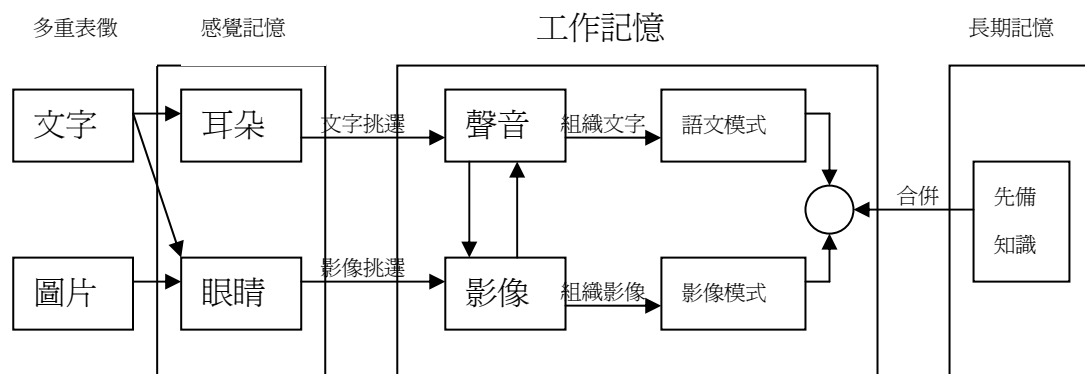 多重表徵
感覺記憶
工作記憶
長期記憶
文字
耳朵
文字挑選
聲音
組織文字
語文模式
合併
先備
知識
圖片
眼睛
影像挑選
影像
組織影像
影像模式